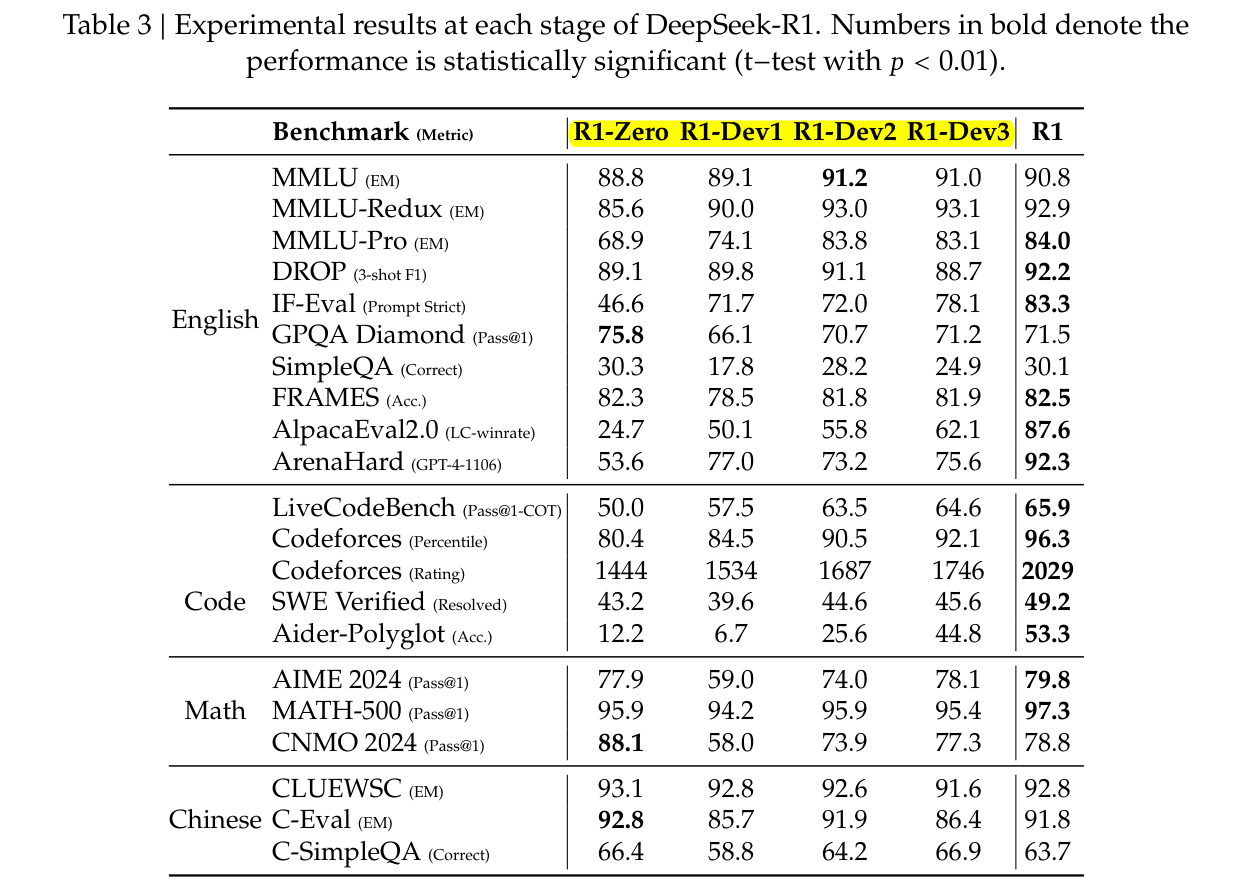 Table 3 | Experimental results at each stage of DeepSeek-R1. Numbers in bold denote the
performance is statistically significant (t−test with p < 0.01).
Benchmark (Metric) R1-Zero R1-Dev1 R1-Dev2 R1-Dev3 R1
MMLU (EM) 88.8 89.1 91.2 91.0 90.8
MMLU-Redux (EM) 85.6 90.0 93.0 93.1 92.9
MMLU-Pro (EM) 68.9 74.1 83.8 83.1 84.0
DROP (3-shot F1) 89.1 89.8 91.1 88.7 92.2
IF-Eval (Prompt Strict) 46.6 71.7 72.0 78.1 83.3
English
GPQA Diamond (Pass@1) 75.8 66.1 70.7 71.2 71.5
SimpleQA (Correct) 30.3 17.8 28.2 24.9 30.1
FRAMES (Acc.) 82.3 78.5 81.8 81.9 82.5
AlpacaEval2.0 (LC-winrate) 24.7 50.1 55.8 62.1 87.6
ArenaHard (GPT-4-1106) 53.6 77.0 73.2 75.6 92.3
LiveCodeBench (Pass@1-COT) 50.0 57.5 63.5 64.6 65.9
Codeforces (Percentile) 80.4 84.5 90.5 92.1 96.3
Codeforces (Rating) 1444 1534 1687 1746 2029
Code SWE Verified (Resolved) 43.2 39.6 44.6 45.6 49.2
Aider-Polyglot (Acc.) 12.2 6.7 25.6 44.8 53.3
AIME 2024 (Pass@1) 77.9 59.0 74.0 78.1 79.8
Math MATH-500 (Pass@1) 95.9 94.2 95.9 95.4 97.3
CNMO 2024 (Pass@1) 88.1 58.0 73.9 77.3 78.8
CLUEWSC (EM) 93.1 92.8 92.6 91.6 92.8
Chinese C-Eval (EM) 92.8 85.7 91.9 86.4 91.8
C-SimpleQA (Correct) 66.4 58.8 64.2 66.9 63.7